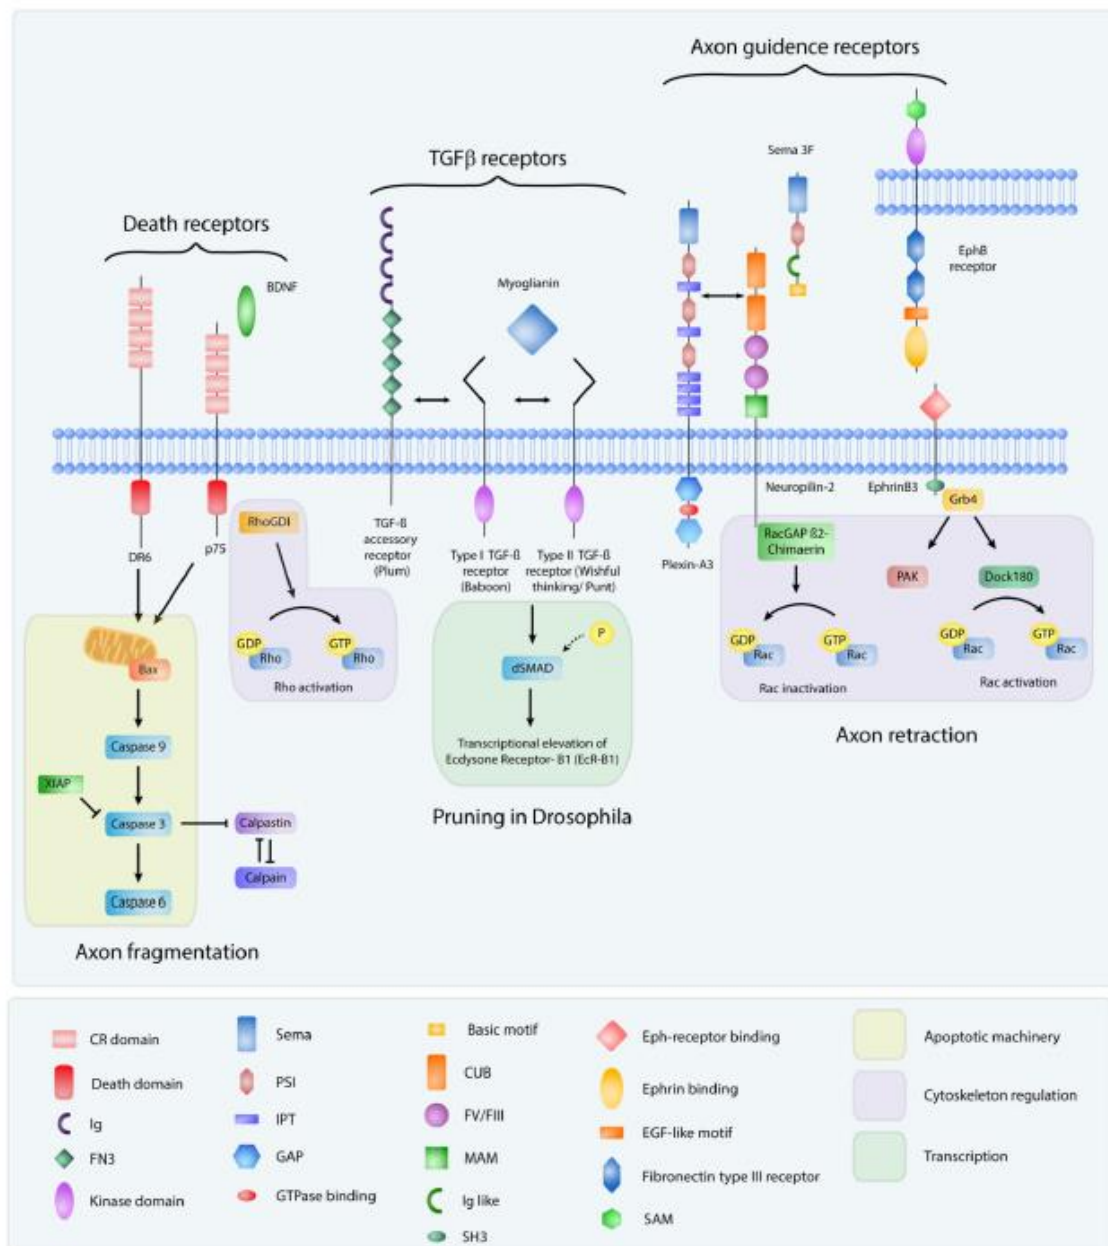 Axon guidance receptors
Sema 3F
TGFβ receptors
Death receptors
EphB
receptor
BDNF
Myoglianin
Neuropilin-2
EphrinB3
Grb4
RhoGDI
TGF-ß
accessory
receptor
(Plum)
Type I TGF-ß
receptor
(Baboon)
Type II TGF-ß
receptor (Wishful
thinking/ Punt)
Plexin-A3
RacGAP ß2-
Chimaerin
DR6
p75
PAK
Dock180
GDP
Rho
GTP
Rho
Rho activation
P
dSMAD
GDP
Rac
GTP
Rac
Rac inactivation
GDP
Rac
GTP
Rac
Rac activation
Bax
Axon retraction
Caspase 9
Transcriptional elevation of
Ecdysone Receptor- B1 (EcR-B1)
XIAP
Caspase 3
Calpastin
Pruning in Drosophila
Calpain
Caspase 6
Axon fragmentation
CR domain
Death domain
Ig
FN3
Kinase domain
Sema
PSI
IPT
GAP
GTPase binding
Basic motif
CUB
FV/FIII
MAM
Ig like
SH3
Eph-receptor binding
Ephrin binding
EGF-like motif
Fibronectin type III receptor
SAM
Apoptotic machinery
Cytoskeleton regulation
Transcription